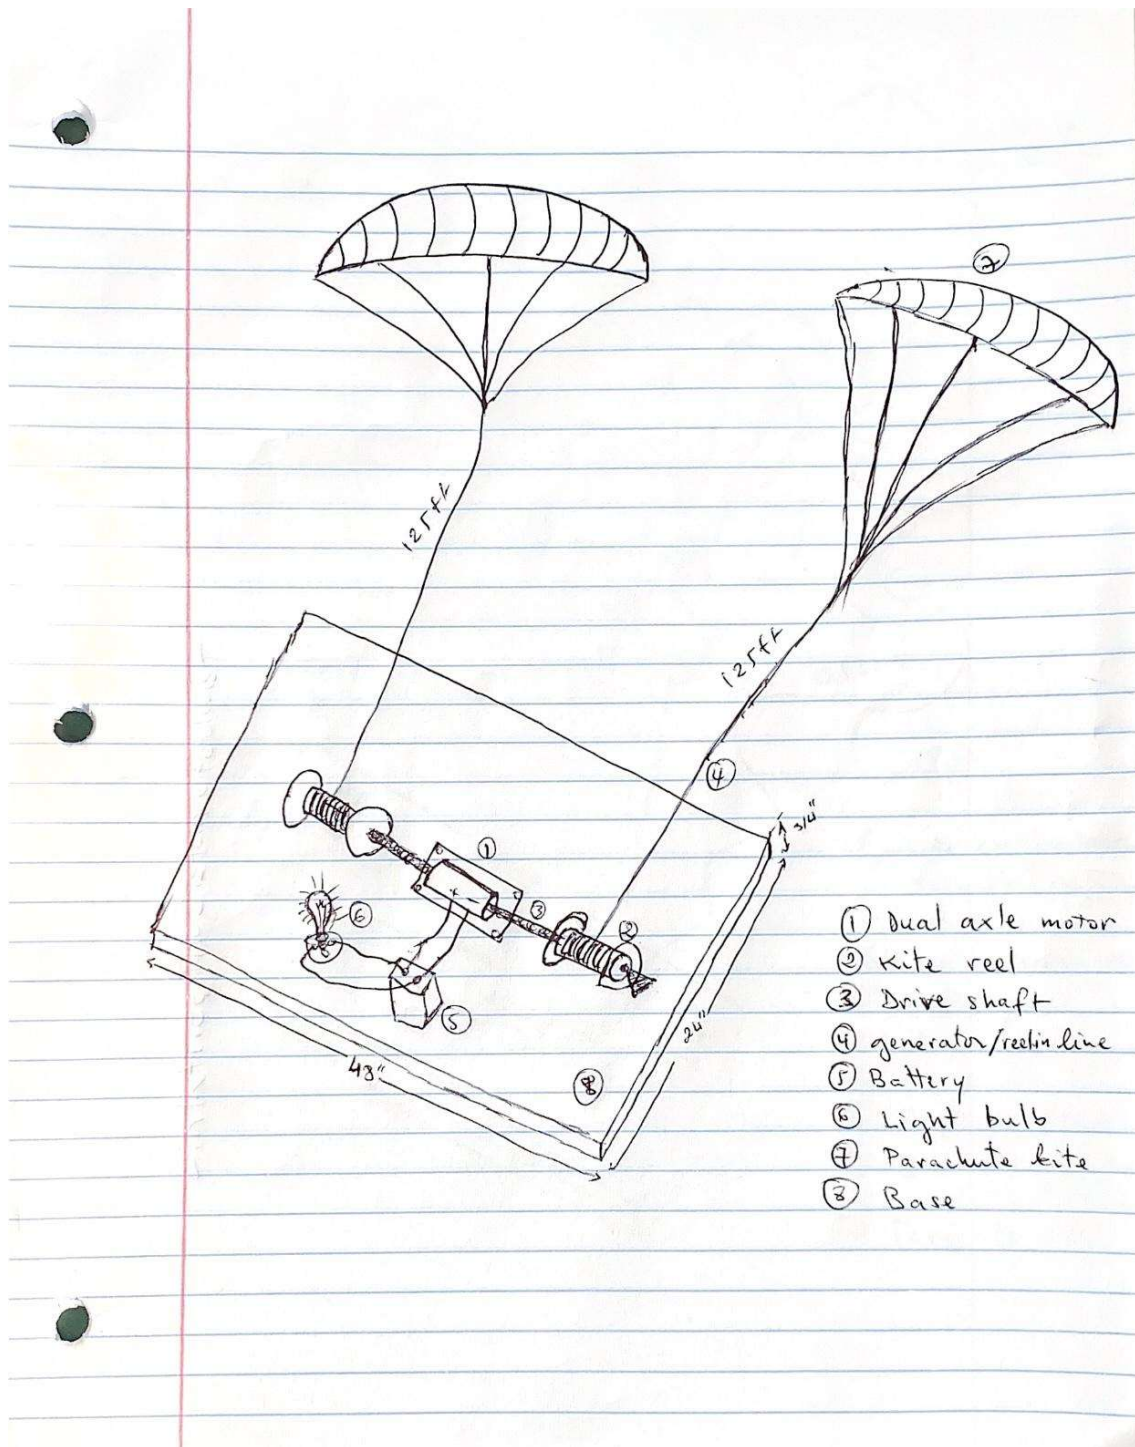 ⑦
125ft
125ft
④
3/4"
①
+ -
③
②
⑥
⑤
24"
48"
⑧
① Dual axle motor
② Kite reel
③ Drive shaft
④ generator/reelin line
⑤ Battery
⑥ Light bulb
⑦ Parachute kite
⑧ Base